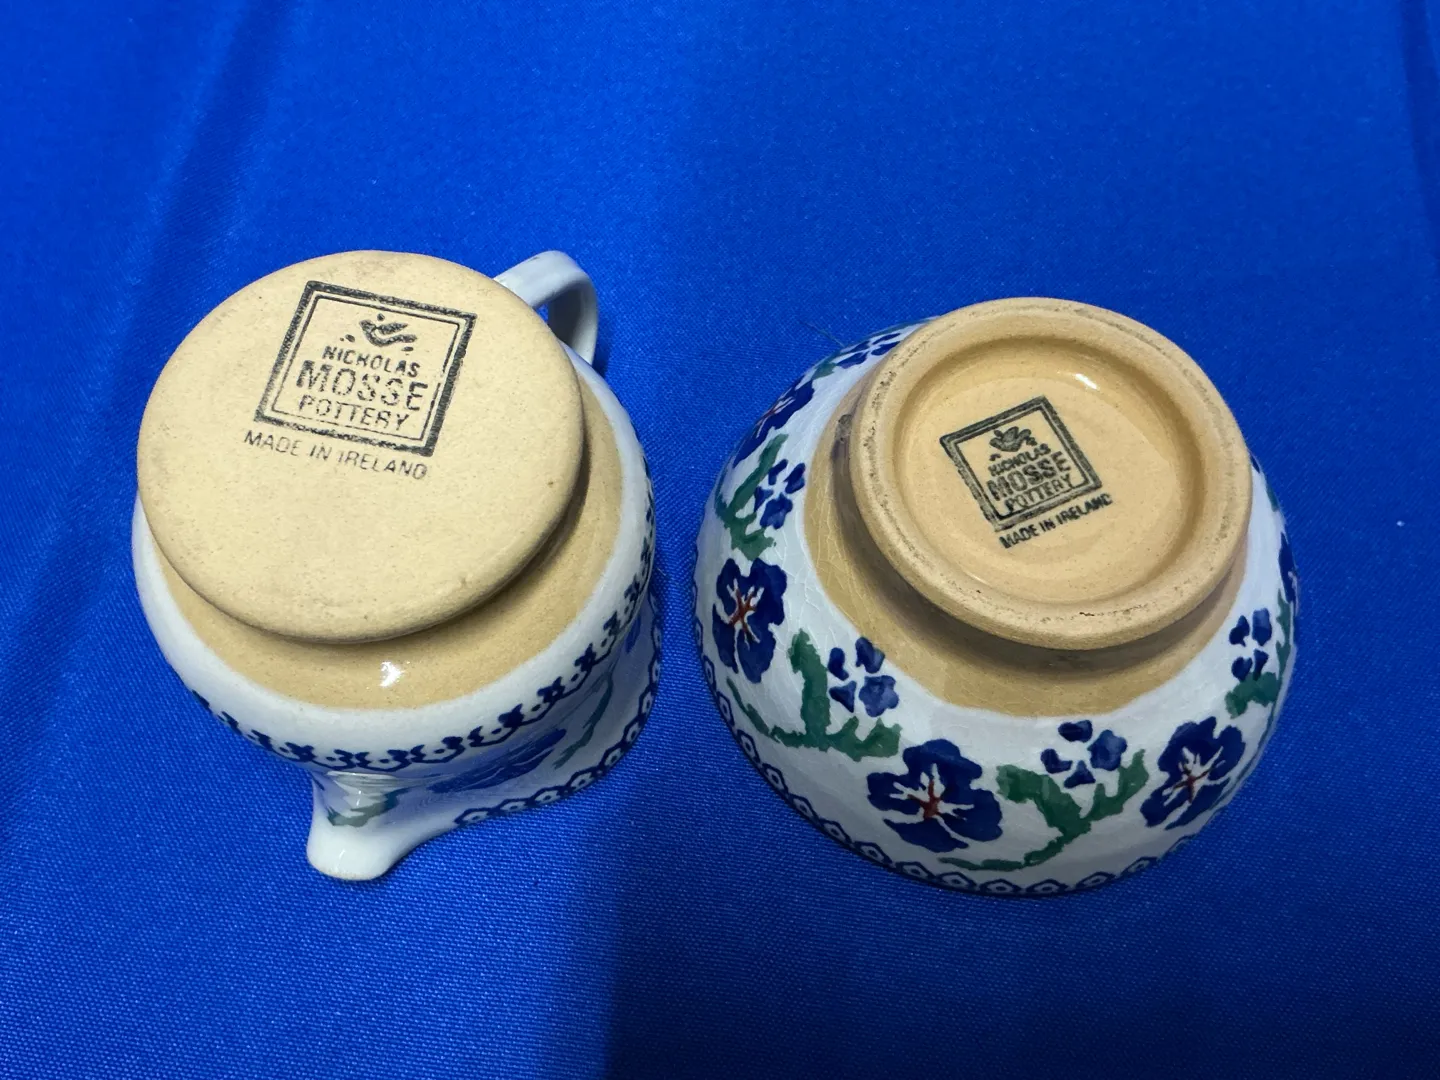 NICHOLAS
MOSSE
POTTERY
MADE IN IRELAND
NICHOLAS
MOSSE
POTTERY
MADE IN IRELAND